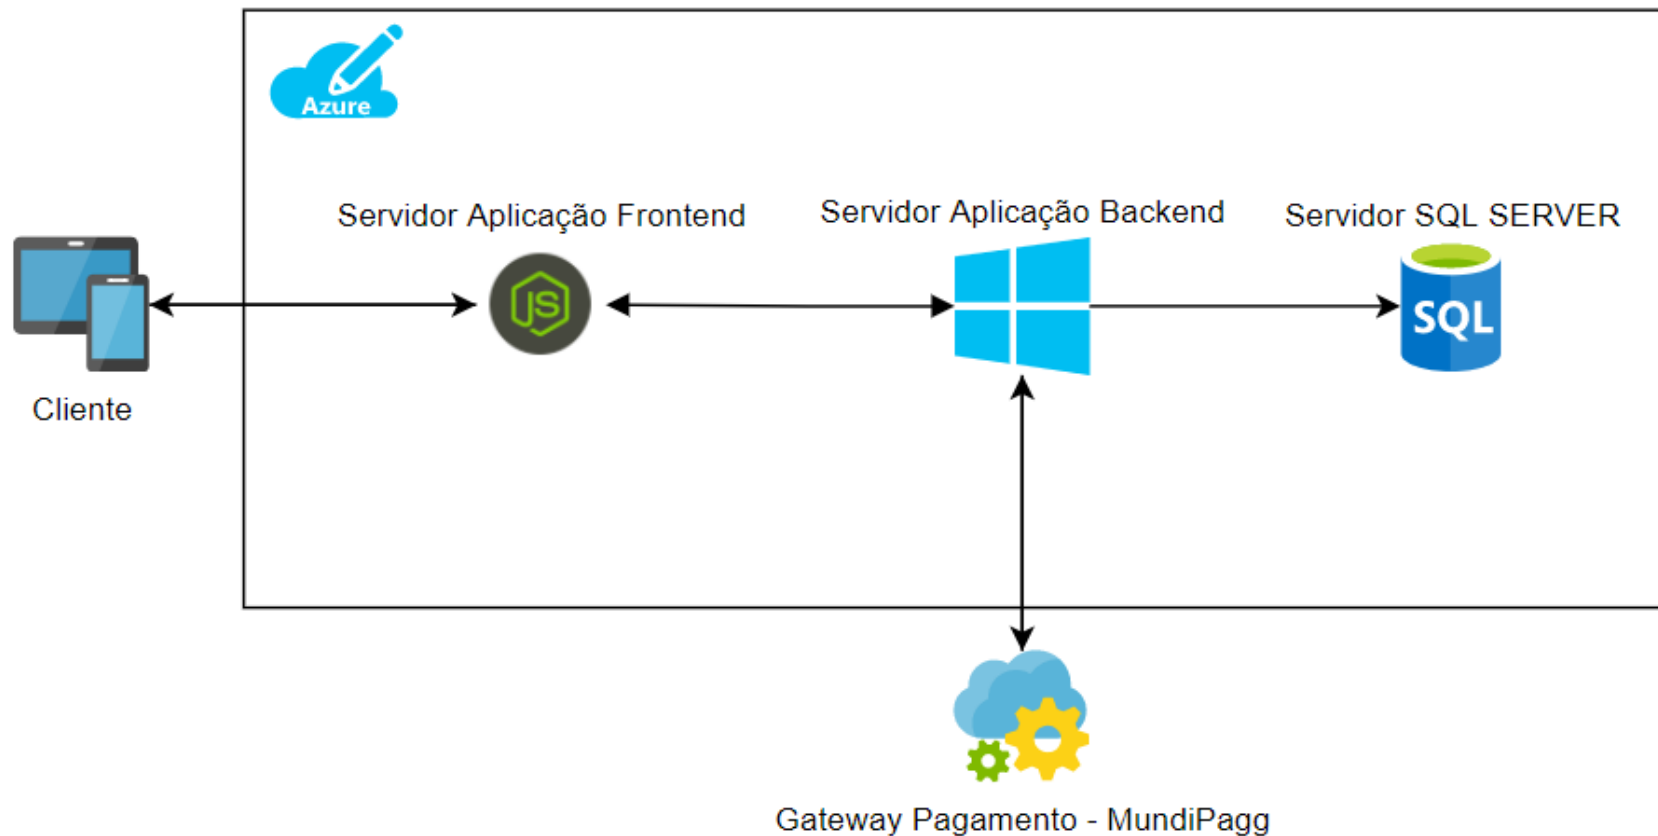 Azure
Servidor Aplicação Frontend
Servidor Aplicação Backend
Servidor SQL SERVER
JS
SQL
Cliente
Gateway Pagamento - MundiPagg